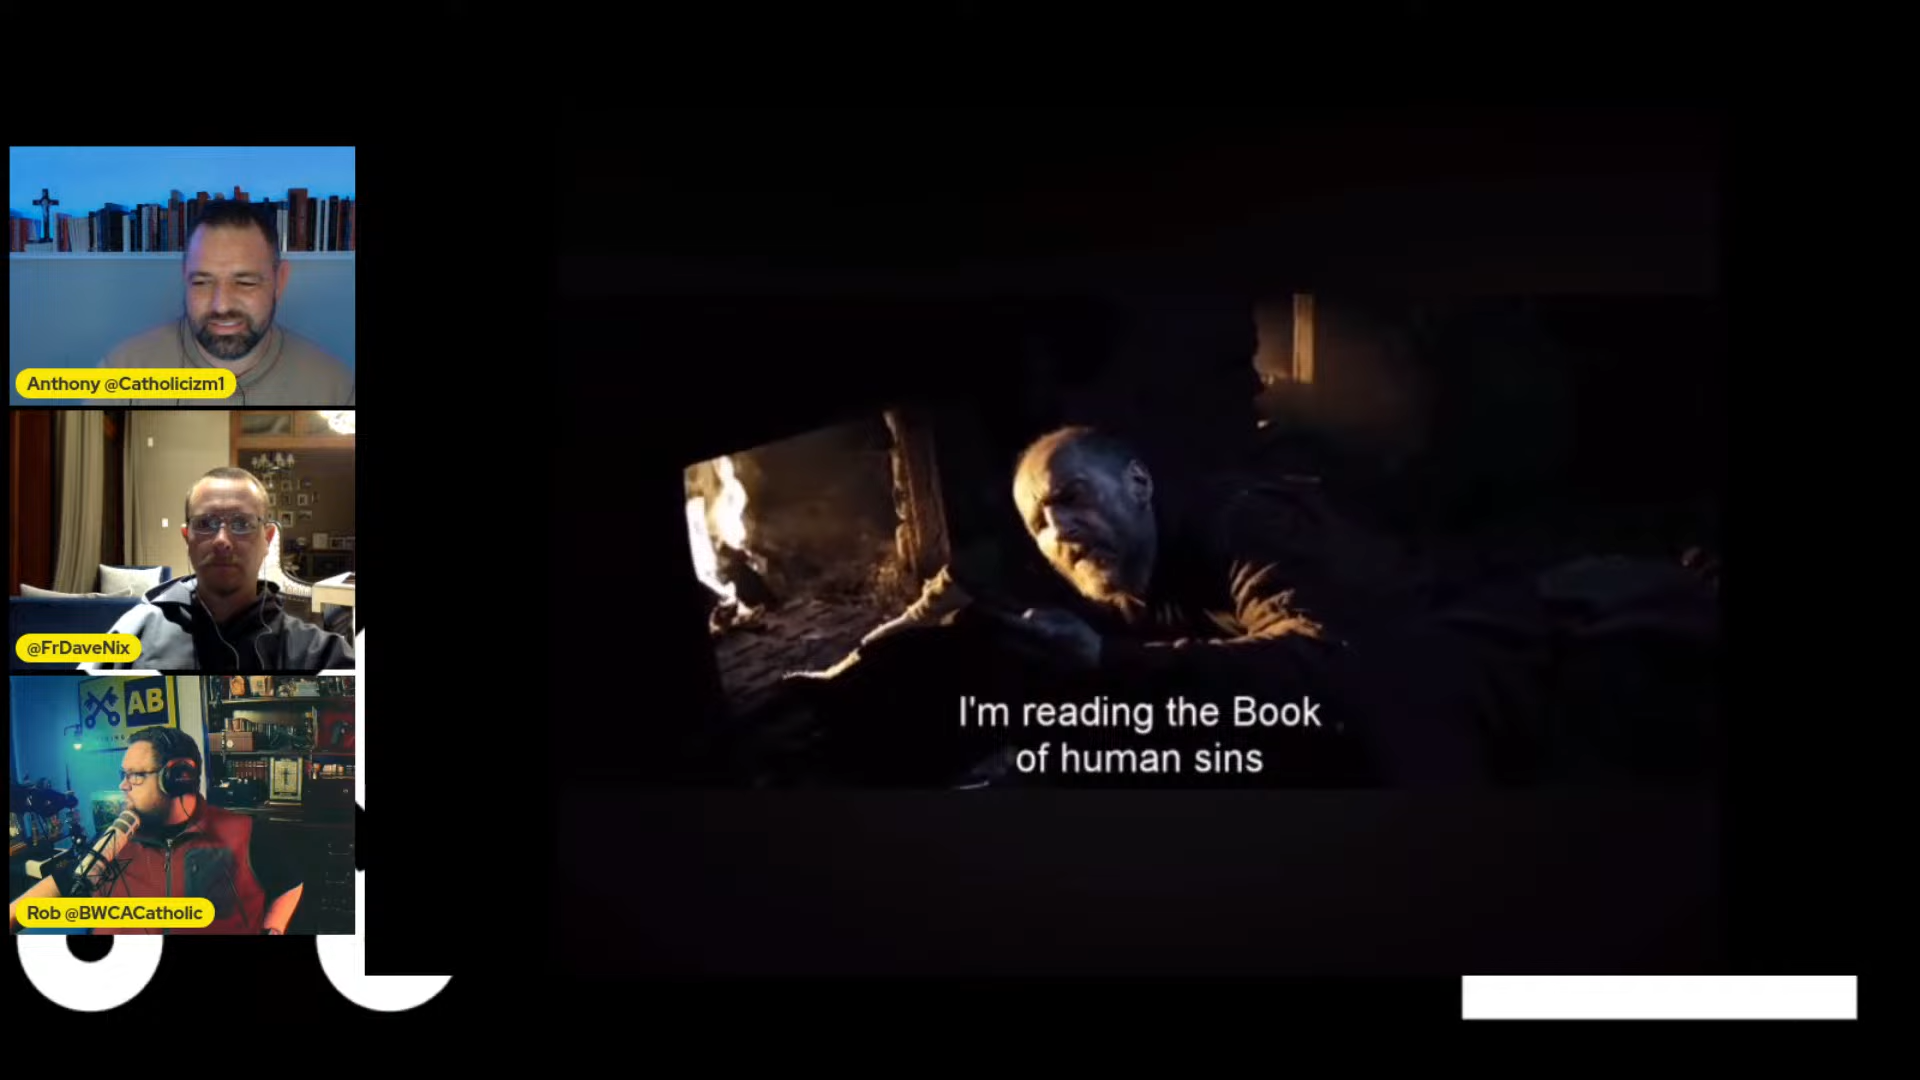 Anthony @Catholicizm1
@FrDaveNix
AB
Rob @BWCACatholic
I'm reading the Book
of human sins